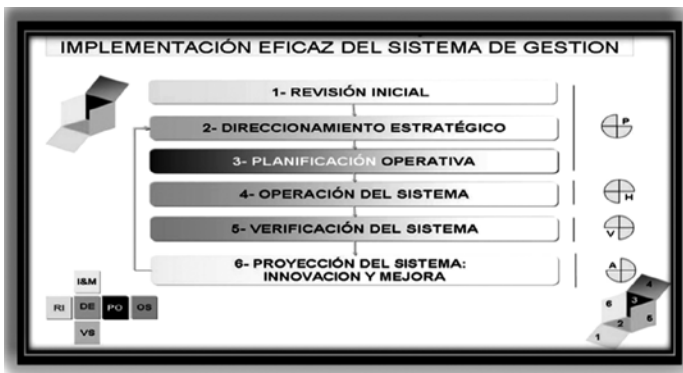 IMPLEMENTACIÓN EFICAZ DEL SISTEMA DE GESTION
1- REVISIÓN INICIAL
2- DIRECCIONAMIENTO ESTRATÉGICO
P
3- PLANIFICACIÓN OPERATIVA
4- OPERACIÓN DEL SISTEMA
H
5- VERIFICACIÓN DEL SISTEMA
V
6- PROYECCIÓN DEL SISTEMA:
INNOVACION Y MEJORA
A
I&M
RI DE PO OS
VS
4
6 3
2 5
1